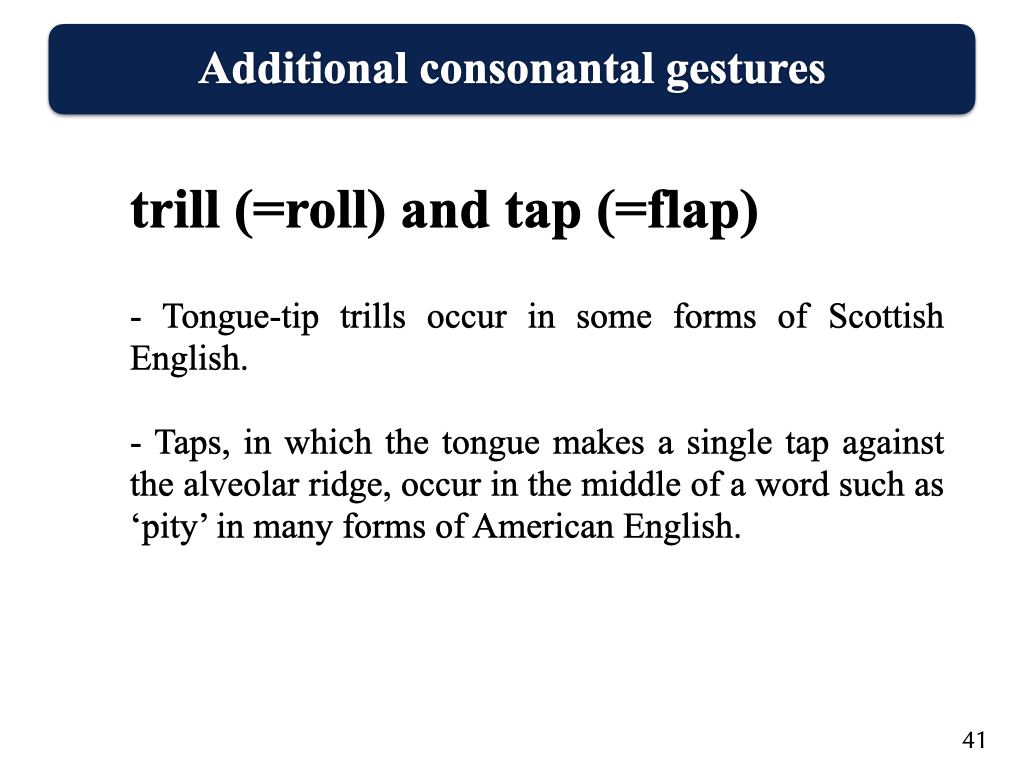 Additional consonantal gestures
trill (=roll) and tap (=flap)
- Tongue-tip trills occur in some forms of Scottish
English.
- Taps, in which the tongue makes a single tap against
the alveolar ridge, occur in the middle of a word such as
‘pity’ in many forms of American English.
41